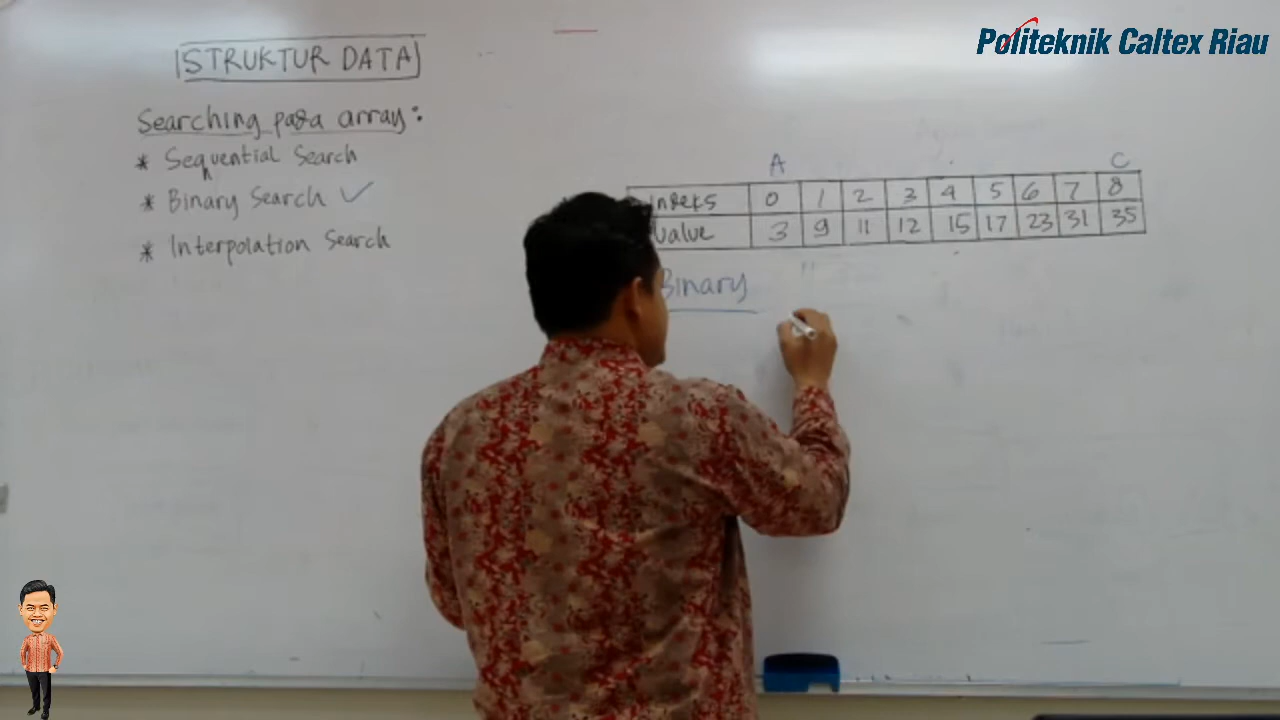 Politeknik Caltex Riau
STRUKTUR DATA
Searching pada array :
* Sequential Search
* Binary Search ✓
* Interpolation Search
A C
Indeks 0 1 2 3 4 5 6 7 8
Value 3 9 11 12 15 17 23 31 35
Binary